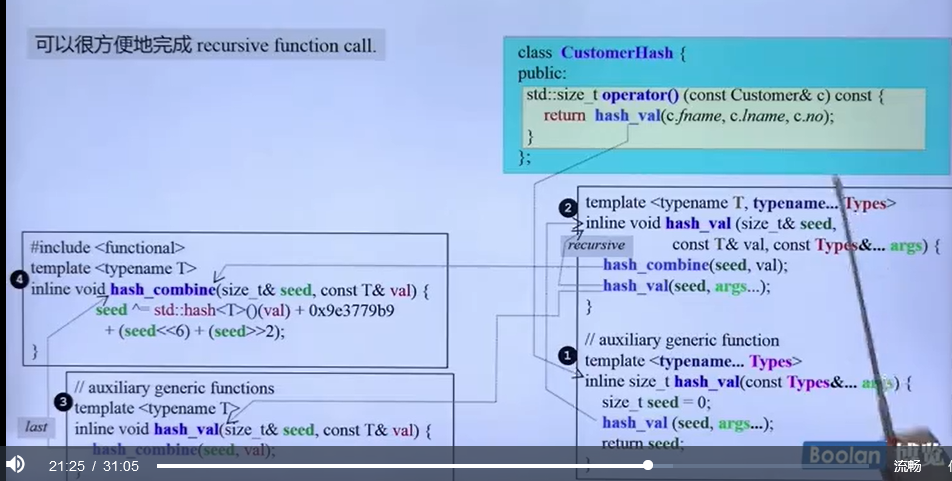 可以很方便地完成 recursive function call.
class CustomerHash {
public:
std::size_t operator() (const Customer& c) const {
return hash_val(c.fname, c.lname, c.no);
}
};
2 template <typename T, typename... Types>
inline void hash_val (size_t& seed,
recursive
const T& val, const Types&... args) {
hash_combine(seed, val);
hash_val(seed, args...);
}
1 // auxiliary generic function
template <typename... Types>
inline size_t hash_val(const Types&... args) {
size_t seed = 0;
hash_val (seed, args...);
return seed;
}
4 #include <functional>
template <typename T>
inline void hash_combine(size_t& seed, const T& val) {
seed ^= std::hash<T>()(val) + 0x9e3779b9
+ (seed<<6) + (seed>>2);
}
3 // auxiliary generic functions
template <typename T>
inline void hash_val(size_t& seed, const T& val) {
hash_combine(seed, val);
last
21:25 / 31:05
Boolan 博览
流畅